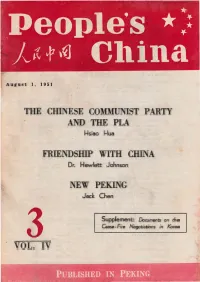 People's
人民中国 China
August 1, 1951
THE CHINESE COMMUNIST PARTY
AND THE PLA
Hsiao Hua
FRIENDSHIP WITH CHINA
Dr. Hewlett Johnson
NEW PEKING
Jack Chen
3
VOL. IV
Supplement: Documents on the
Cease-Fire Negotiations in Korea
PUBLISHED IN PEKING